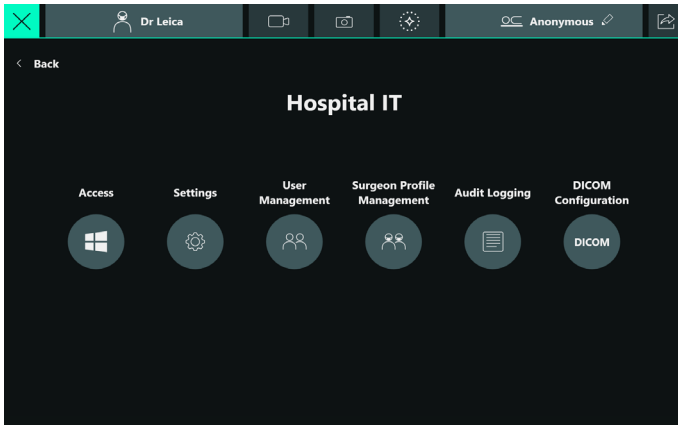 Dr Leica
Anonymous
Back
Hospital IT
Access
Settings
User
Management
Surgeon Profile
Management
Audit Logging
DICOM
Configuration
DICOM